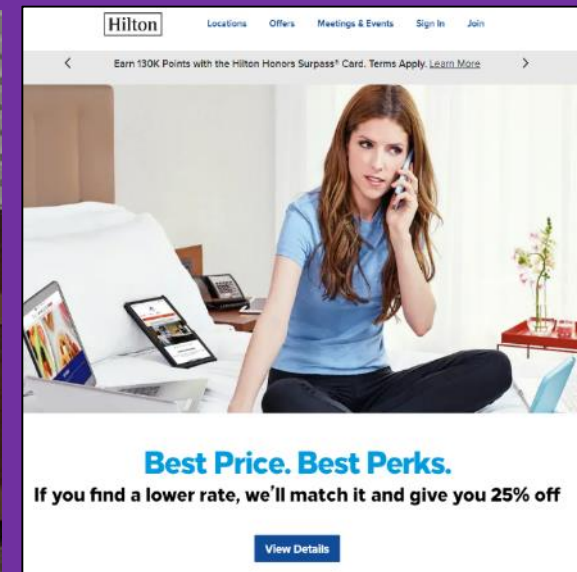 Hilton
Locations Offers Meetings & Events Sign In Join
Earn 130K Points with the Hilton Honors Surpass® Card. Terms Apply. Learn More
Best Price. Best Perks.
If you find a lower rate, we'll match it and give you 25% off
View Details